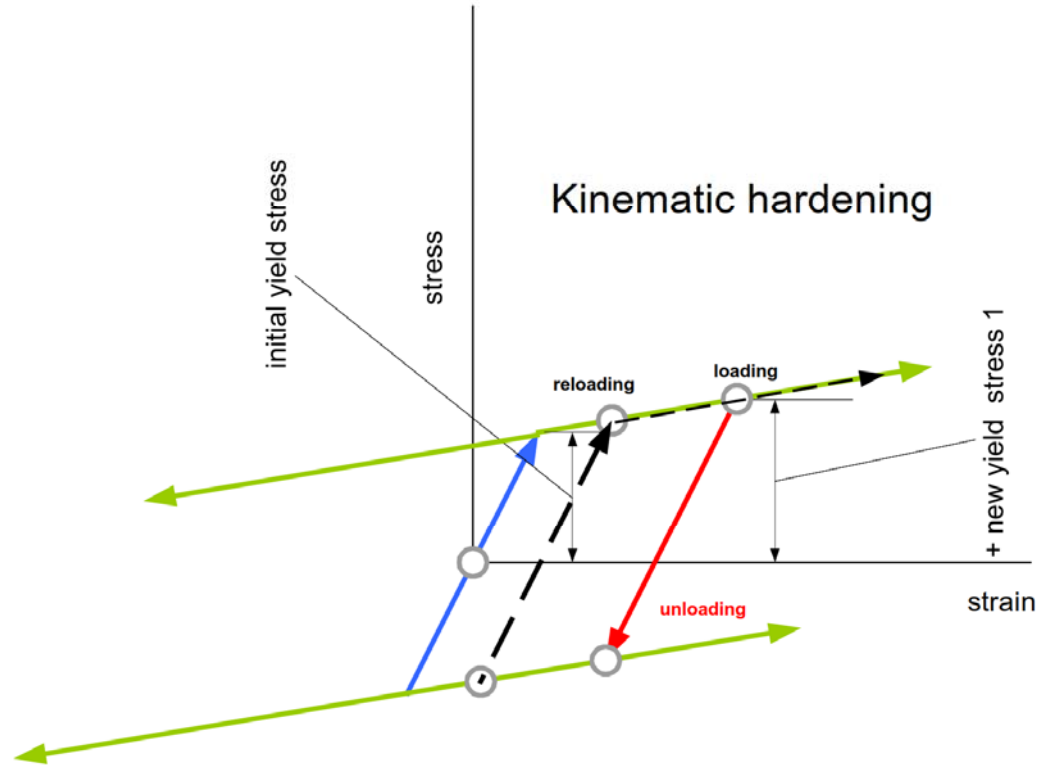 Kinematic hardening
initial yield stress
stress
reloading
loading
+ new yield stress 1
strain
unloading